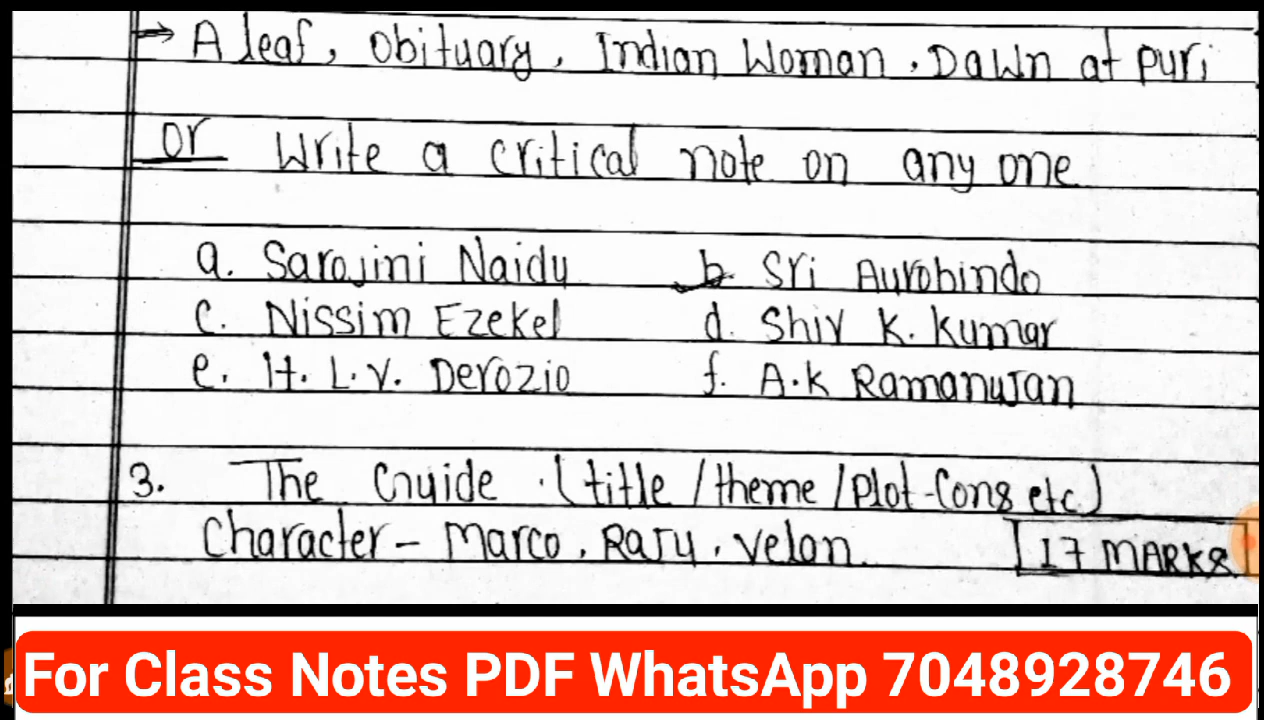 → A leaf, Obituary, Indian Woman, Dawn at Puri
or Write a critical note on any one
a. Sarojini Naidu b. Sri Aurobindo
c. Nissim Ezekel d. Shiv K. Kumar
e. H. L. V. Derozio f. A.K Ramanujan
3. The Guide (title / theme / Plot-Cons etc)
Character - Marco, Raju, Velan 17 MARKS
For Class Notes PDF WhatsApp 7048928746